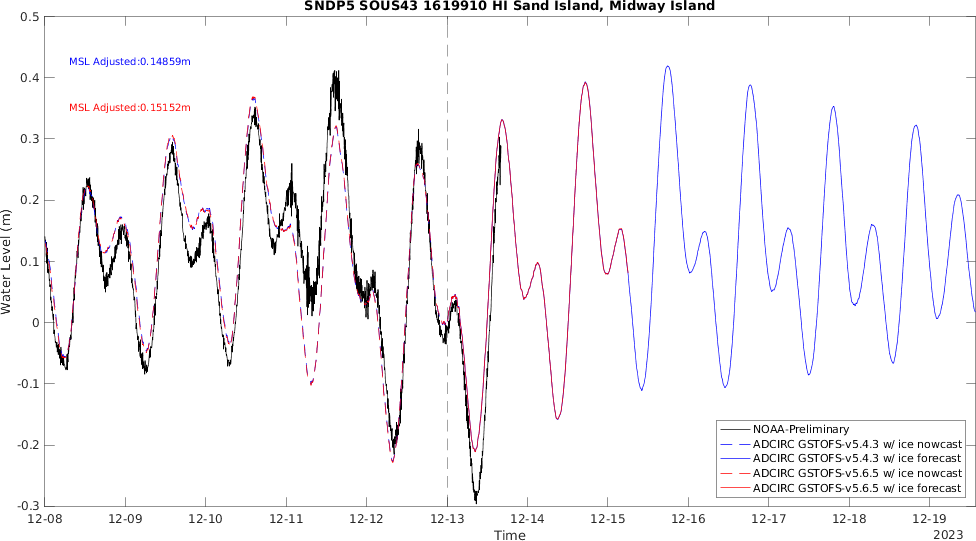 SNDP5 SOUS43 1619910 HI Sand Island, Midway Island
0.5
MSL Adjusted:0.14859m
0.4
MSL Adjusted:0.15152m
0.3
0.2
0.1
0
-0.1
-0.2
-0.3
Water Level (m)
NOAA-Preliminary
ADCIRC GSTOFS-v5.4.3 w/ ice nowcast
ADCIRC GSTOFS-v5.4.3 w/ ice forecast
ADCIRC GSTOFS-v5.6.5 w/ ice nowcast
ADCIRC GSTOFS-v5.6.5 w/ ice forecast
12-08 12-09 12-10 12-11 12-12 12-13 12-14 12-15 12-16 12-17 12-18 12-19
Time
2023